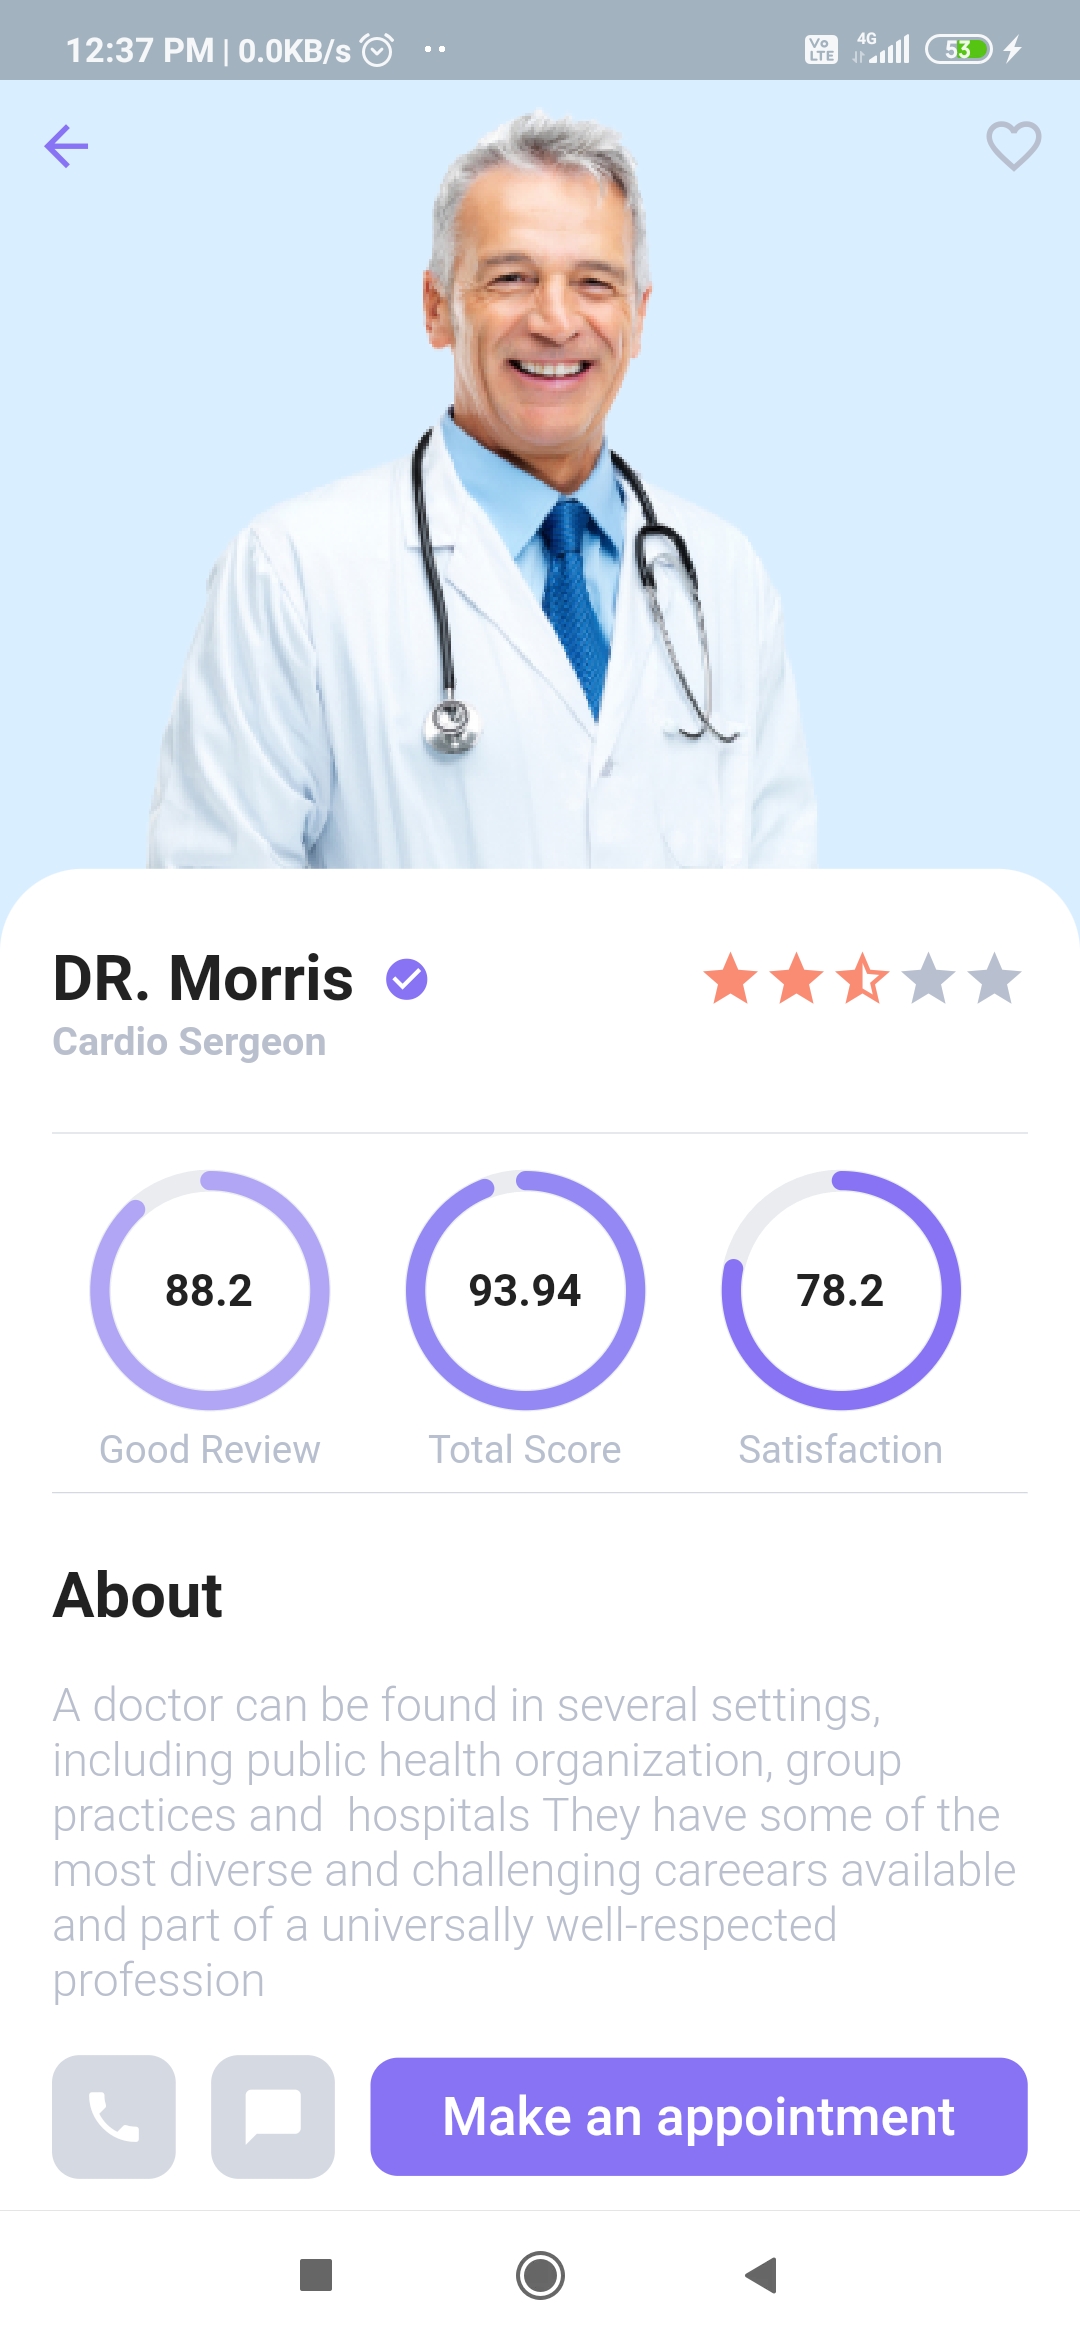 12:37 PM | 0.0KB/s
Vo LTE 4G 53
DR. Morris
Cardio Sergeon
88.2 93.94 78.2
Good Review Total Score Satisfaction
About
A doctor can be found in several settings,
including public health organization, group
practices and  hospitals They have some of the
most diverse and challenging careears available
and part of a universally well-respected
profession
Make an appointment